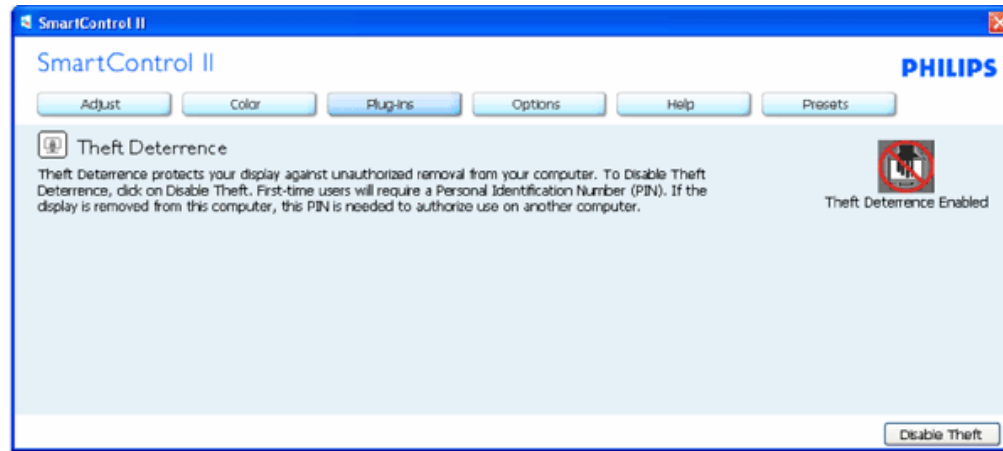 SmartControl II
SmartControl II
PHILIPS
Adjust Color Plug-Ins Options Help Presets
Theft Deterrence
Theft Deterrence protects your display against unauthorized removal from your computer. To Disable Theft
Deterrence, click on Disable Theft. First-time users will require a Personal Identification Number (PIN). If the
display is removed from this computer, this PIN is needed to authorize use on another computer.
Theft Deterrence Enabled
Disable Theft